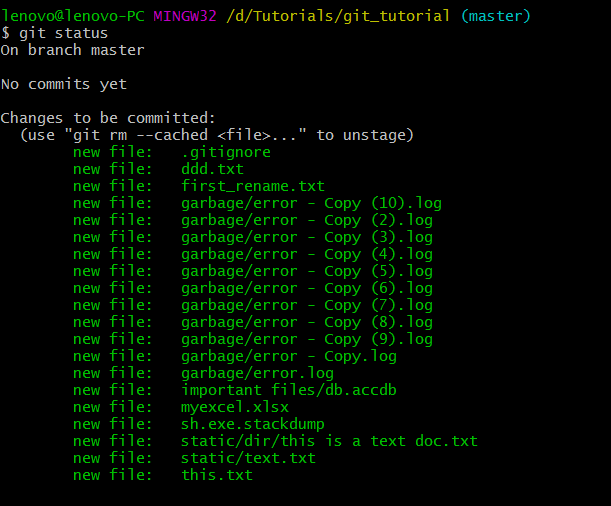 lenovo@lenovo-PC MINGW32 /d/Tutorials/git_tutorial (master)
$ git status
On branch master
No commits yet
Changes to be committed:
(use "git rm --cached <file>..." to unstage)
new file: .gitignore
new file: ddd.txt
new file: first_rename.txt
new file: garbage/error - Copy (10).log
new file: garbage/error - Copy (2).log
new file: garbage/error - Copy (3).log
new file: garbage/error - Copy (4).log
new file: garbage/error - Copy (5).log
new file: garbage/error - Copy (6).log
new file: garbage/error - Copy (7).log
new file: garbage/error - Copy (8).log
new file: garbage/error - Copy (9).log
new file: garbage/error - Copy.log
new file: garbage/error.log
new file: important files/db.accdb
new file: myexcel.xlsx
new file: sh.exe.stackdump
new file: static/dir/this is a text doc.txt
new file: static/text.txt
new file: this.txt